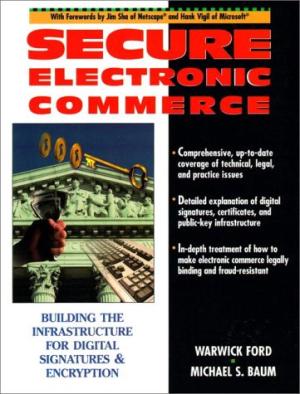 With Forewords by Jim Sha of Netscape® and Hank Vigil of Microsoft®
SECURE
ELECTRONIC
COMMERCE
• Comprehensive, up-to-date
coverage of technical, legal,
and practice issues
• Detailed explanation of digital
signatures, certificates, and
public-key infrastructure
• In-depth treatment of how to
make electronic commerce legally
binding and fraud-resistant
BUILDING THE
INFRASTRUCTURE
FOR DIGITAL
SIGNATURES &
ENCRYPTION
WARWICK FORD
MICHAEL S. BAUM